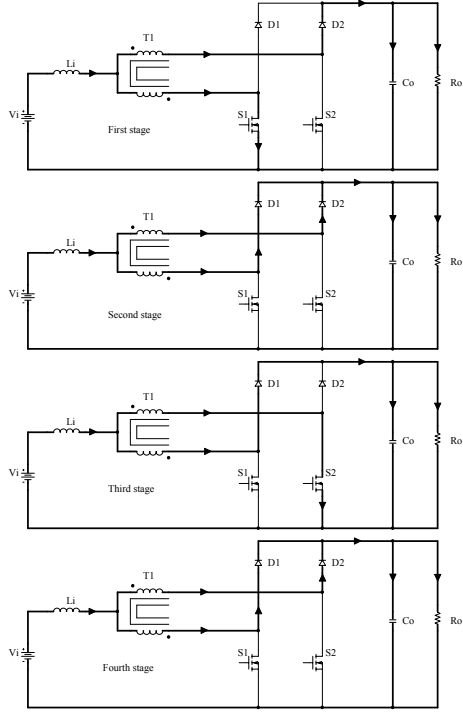 T1
D1
D2
Li
S1
S2
Co
Ro
Vi
First stage
T1
D1
D2
Li
S1
S2
Co
Ro
Vi
Second stage
T1
D1
D2
Li
S1
S2
Co
Ro
Vi
Third stage
T1
D1
D2
Li
S1
S2
Co
Ro
Vi
Fourth stage